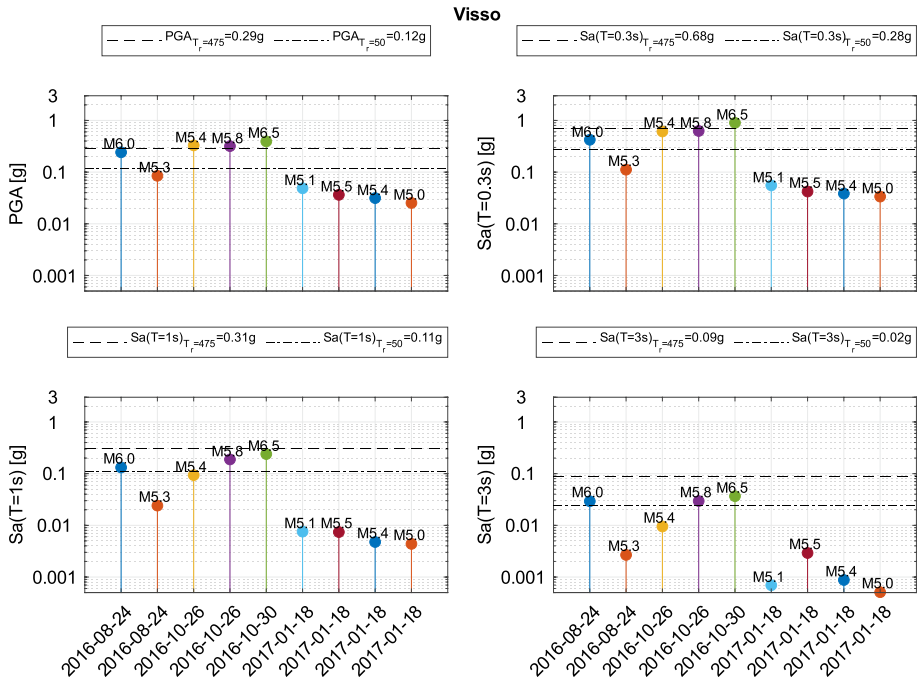 Visso
PGA_{T_r=475}=0.29g PGA_{T_r=50}=0.12g
Sa(T=0.3s)_{T_r=475}=0.68g Sa(T=0.3s)_{T_r=50}=0.28g
3
1
0.1
0.01
0.001
PGA [g]
M6.0
M5.3
M5.4
M5.8
M6.5
M5.1
M5.5
M5.4
M5.0
3
1
0.1
0.01
0.001
Sa(T=0.3s) [g]
M6.0
M5.3
M5.4
M5.8
M6.5
M5.1
M5.5
M5.4
M5.0
Sa(T=1s)_{T_r=475}=0.31g Sa(T=1s)_{T_r=50}=0.11g
Sa(T=3s)_{T_r=475}=0.09g Sa(T=3s)_{T_r=50}=0.02g
3
1
0.1
0.01
0.001
Sa(T=1s) [g]
M6.0
M5.3
M5.4
M5.8
M6.5
M5.1
M5.5
M5.4
M5.0
2016-08-24
2016-08-24
2016-10-26
2016-10-26
2016-10-30
2017-01-18
2017-01-18
2017-01-18
2017-01-18
3
1
0.1
0.01
0.001
Sa(T=3s) [g]
M6.0
M5.3
M5.4
M5.8
M6.5
M5.1
M5.5
M5.4
M5.0
2016-08-24
2016-08-24
2016-10-26
2016-10-26
2016-10-30
2017-01-18
2017-01-18
2017-01-18
2017-01-18